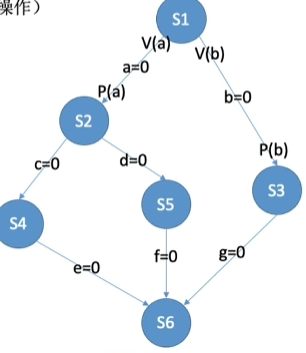 操作）
S1
V(a)
V(b)
a=0
P(a)
b=0
S2
P(b)
c=0
d=0
S3
S4
S5
f=0
g=0
e=0
S6